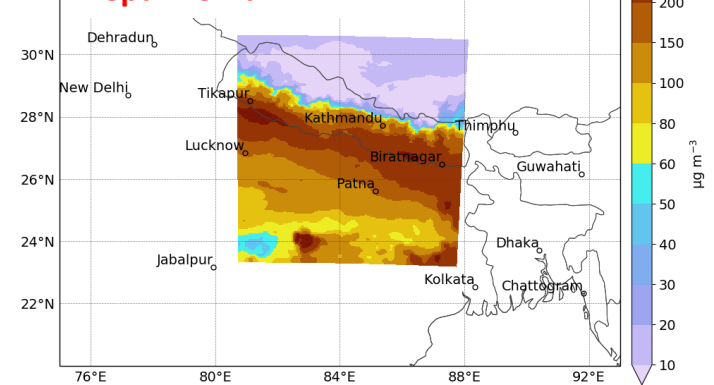 200
Dehradun
30°N
150
New Delhi
Tikapur
100
28°N
Kathmandu
Thimphu
80
Lucknow
Biratnagar
Guwahati
60
26°N
Patna
50
24°N
Dhaka
40
Jabalpur
Kolkata
Chattogram
30
22°N
20
10
76°E 80°E 84°E 88°E 92°E
µg m⁻³